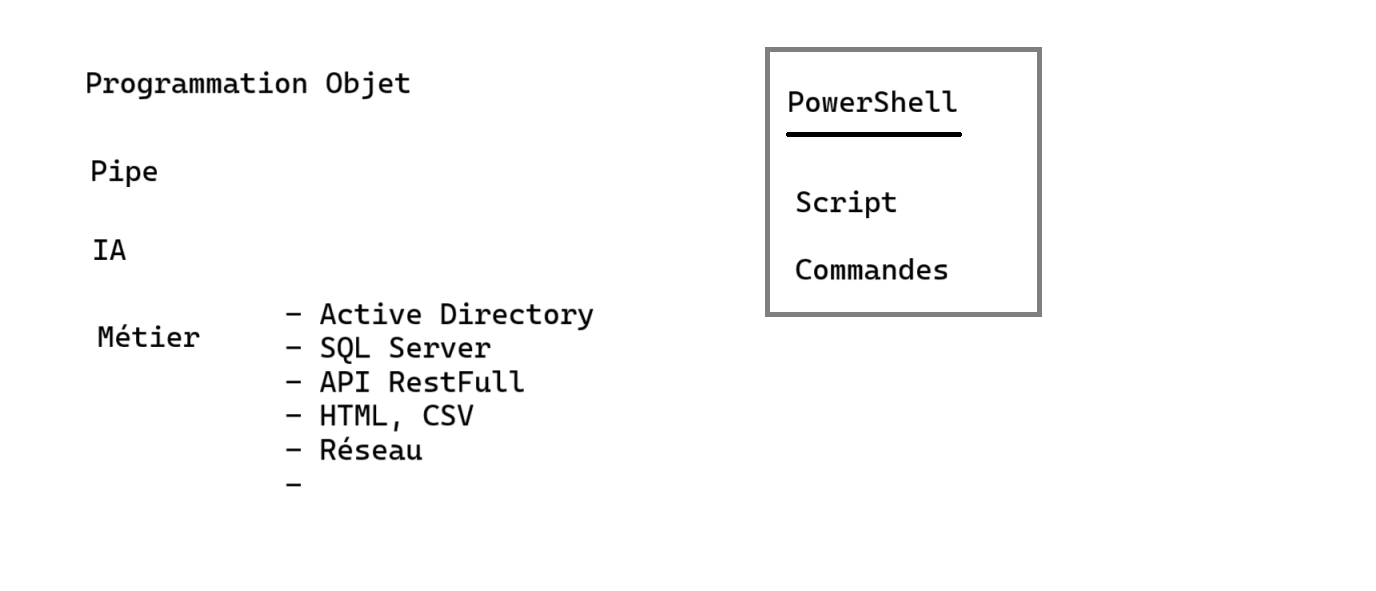 Programmation Objet
Pipe
IA
Métier
- Active Directory
- SQL Server
- API RestFull
- HTML, CSV
- Réseau
-
PowerShell
Script
Commandes